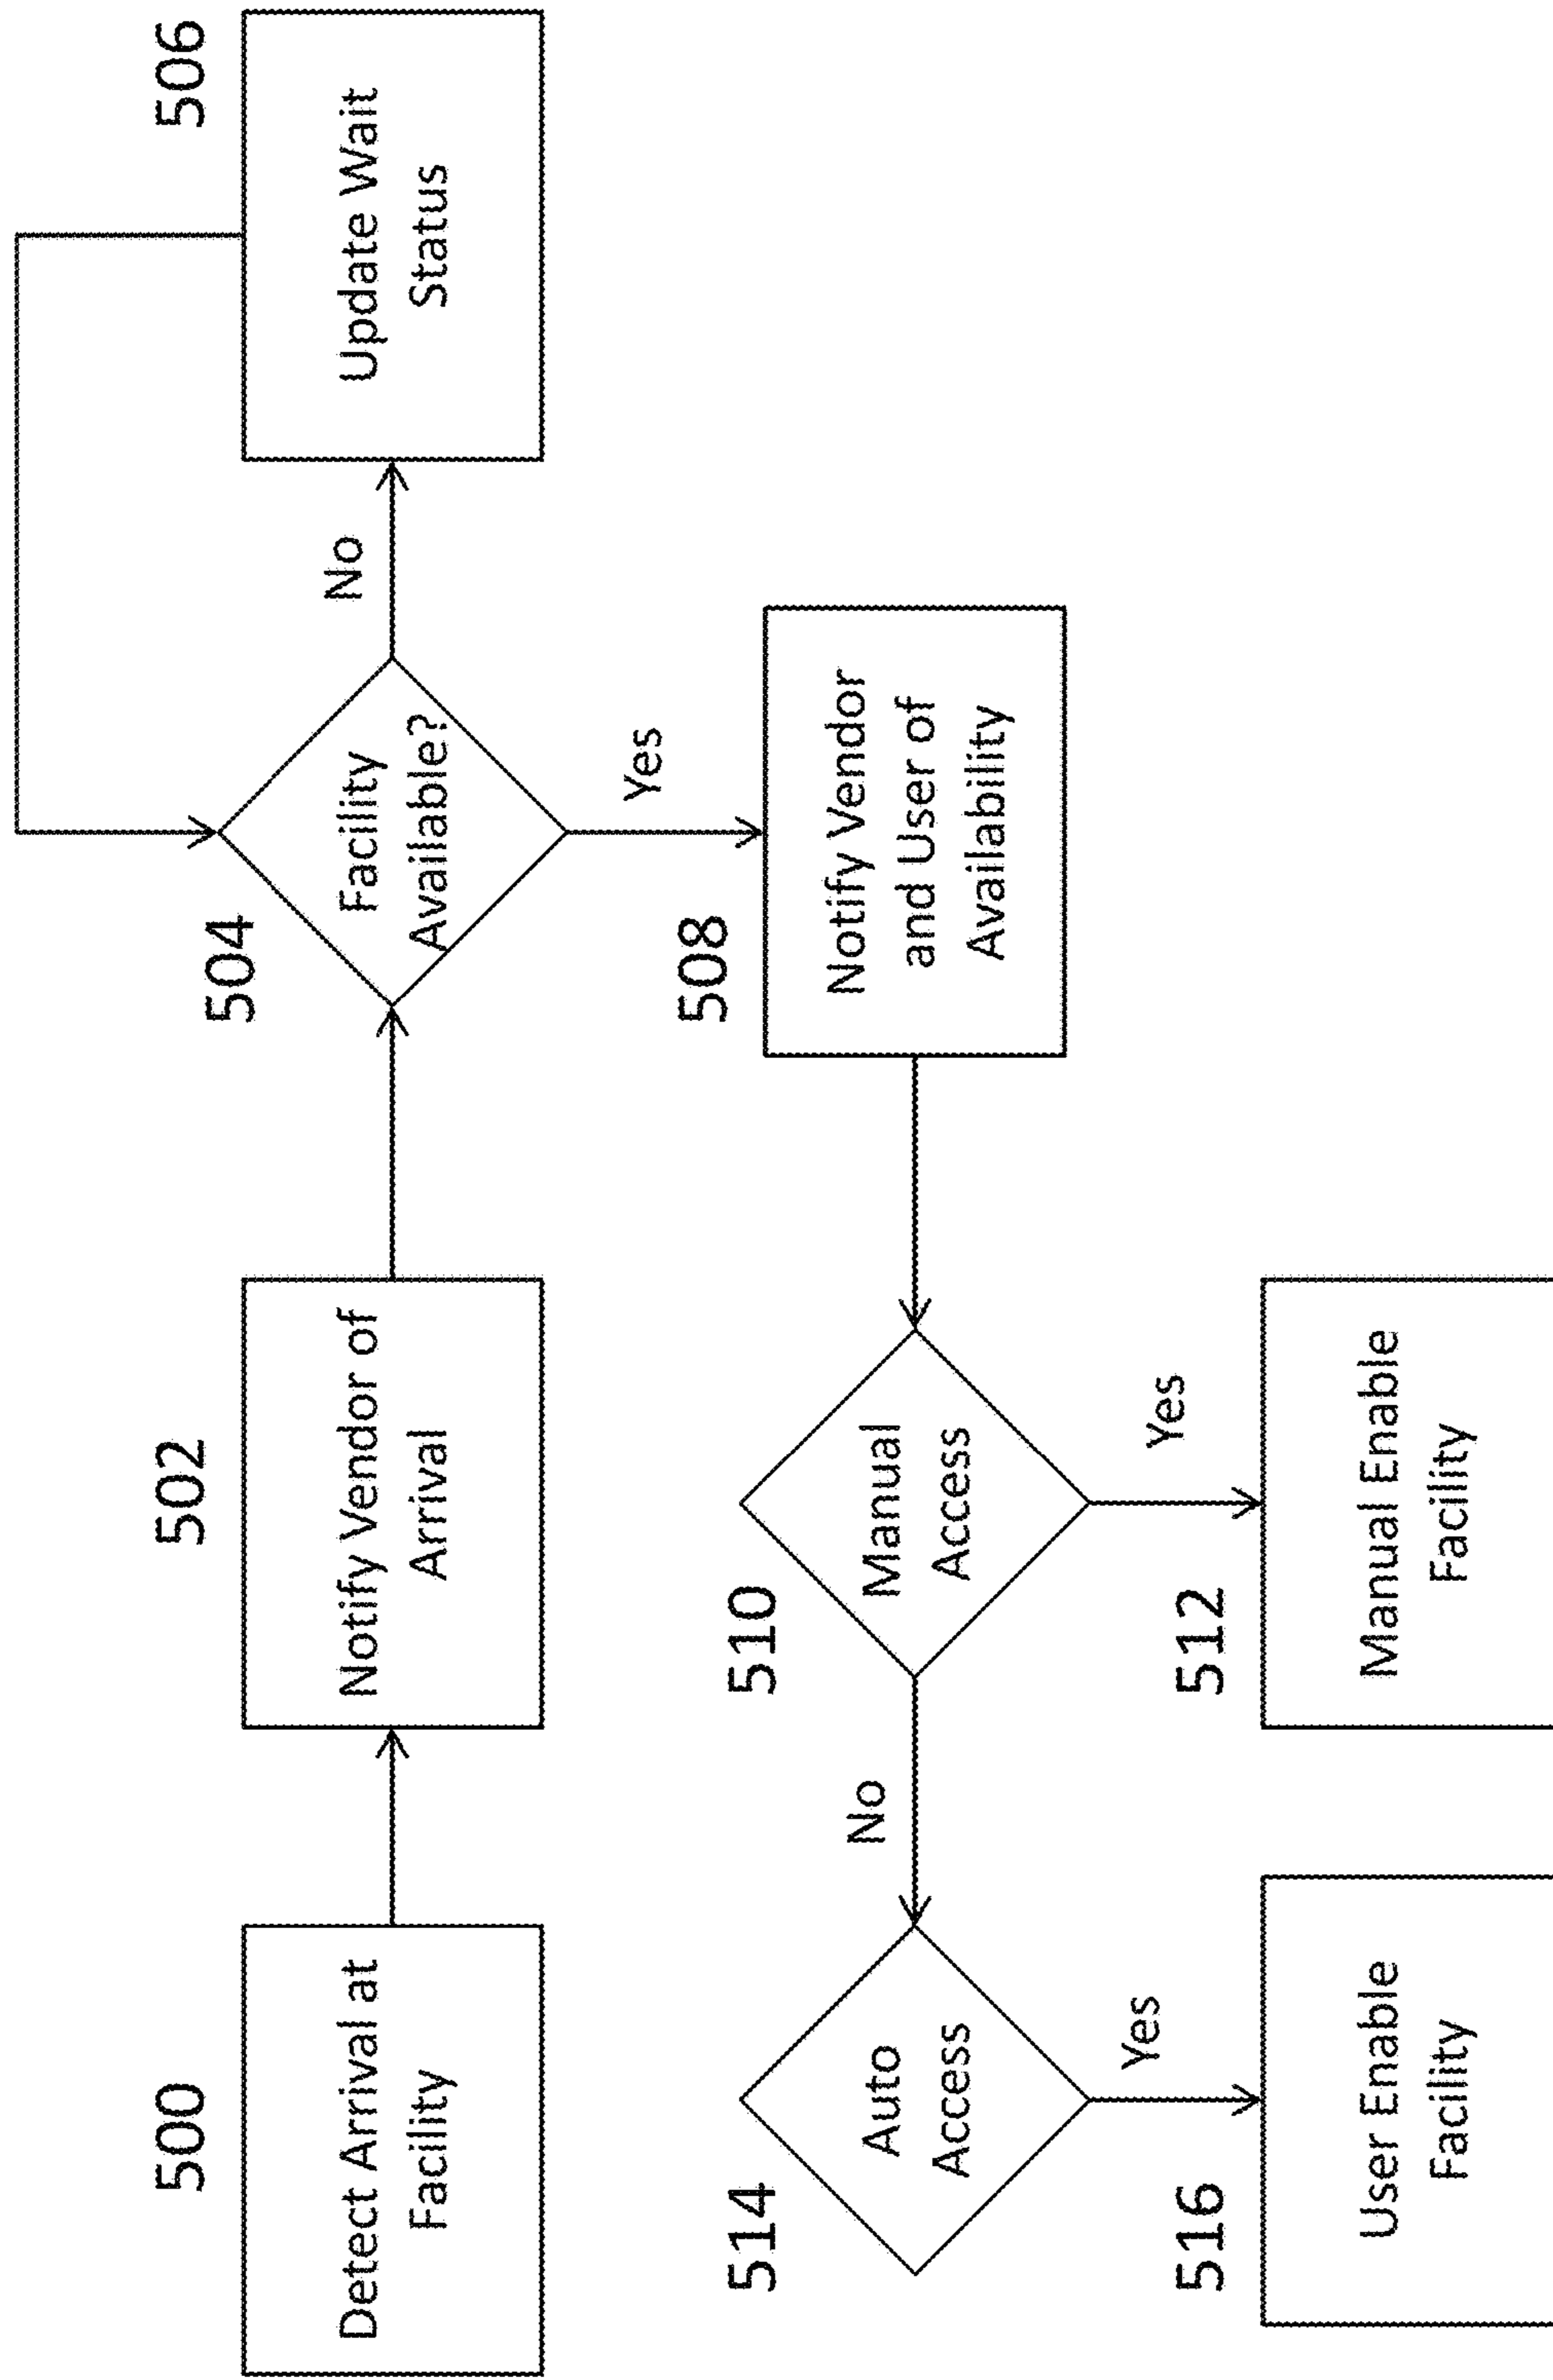 500
Detect Arrival at
Facility
502
Notify Vendor of
Arrival
504
Facility
Available?
No
506
Update Wait
Status
Yes
508
Notify Vendor
and User of
Availability
510
Manual
Access
Yes
512
Manual Enable
Facility
No
514
Auto
Access
Yes
516
User Enable
Facility